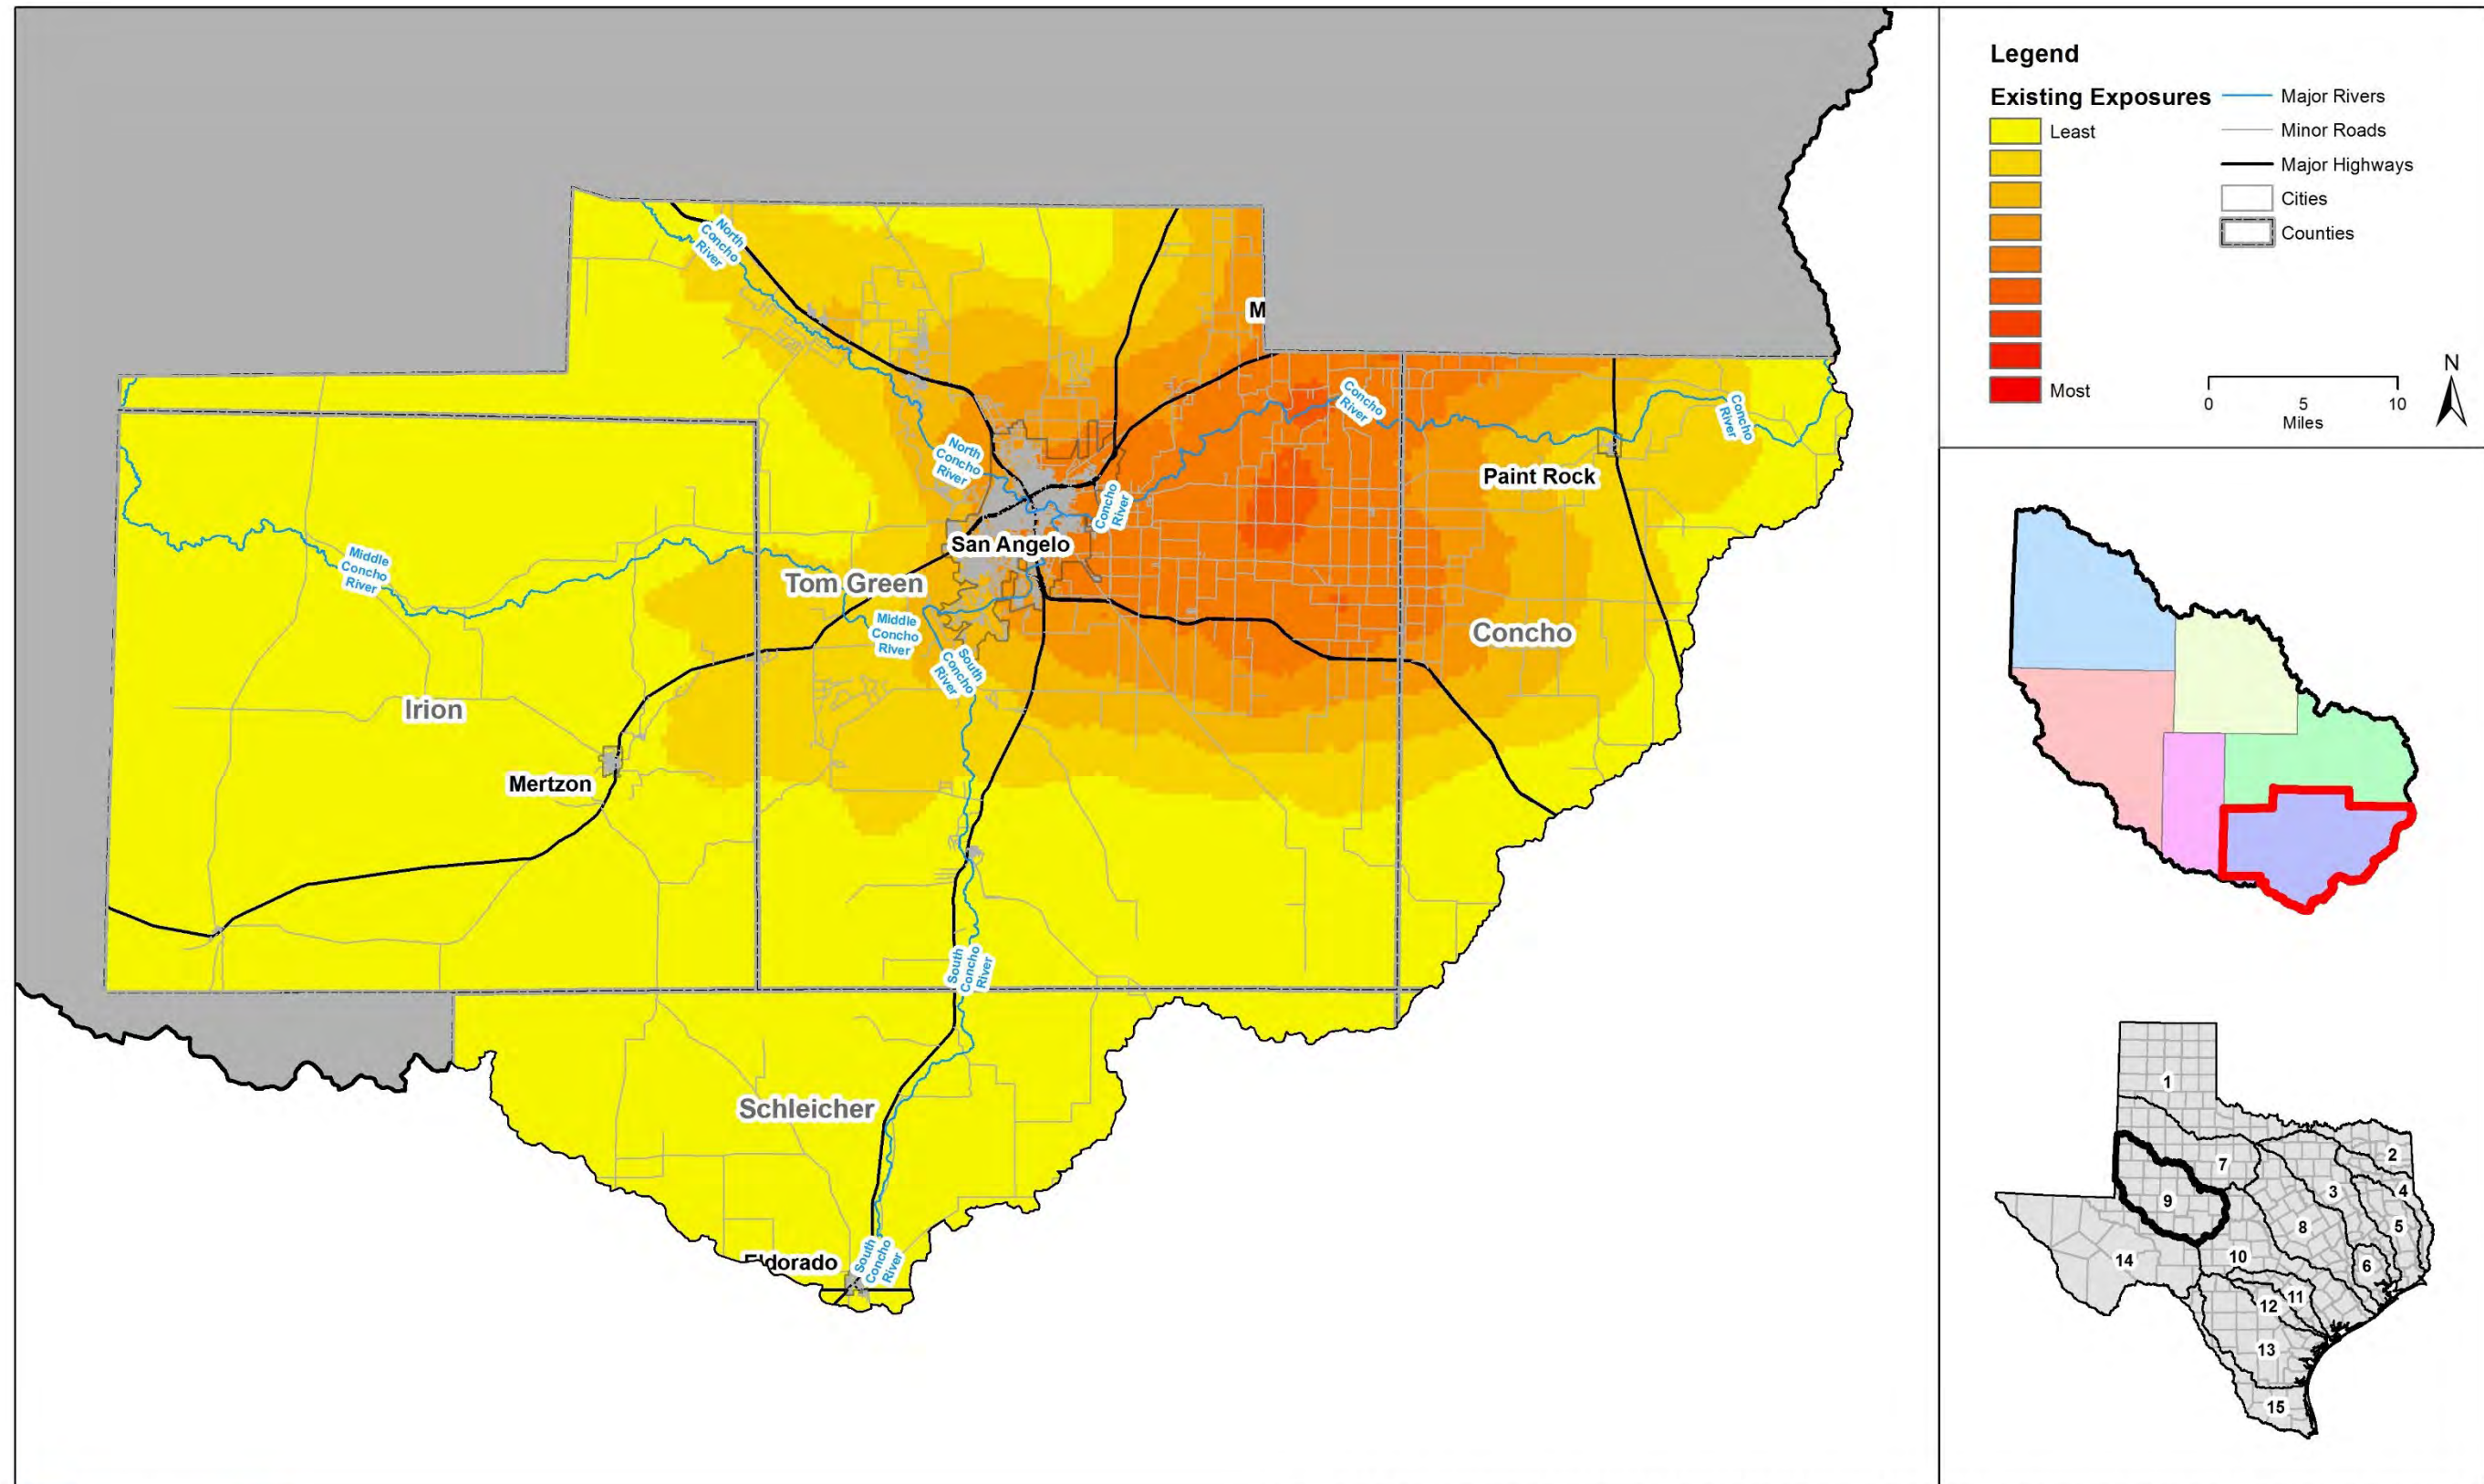 North
Concho
River
M
Concho
River
Concho
River
North
Concho
River
Paint Rock
Concho
River
San Angelo
Middle
Concho
River
Tom Green
Middle
Concho
River
Concho
South
Concho
River
Irion
Mertzon
South
Concho
River
Schleicher
Eldorado
South
Concho
River
Legend
Existing Exposures
Least
Most
Major Rivers
Minor Roads
Major Highways
Cities
Counties
N
0 5 10
Miles
1
2
7
3
4
9
8
5
10
14
6
11
12
13
15